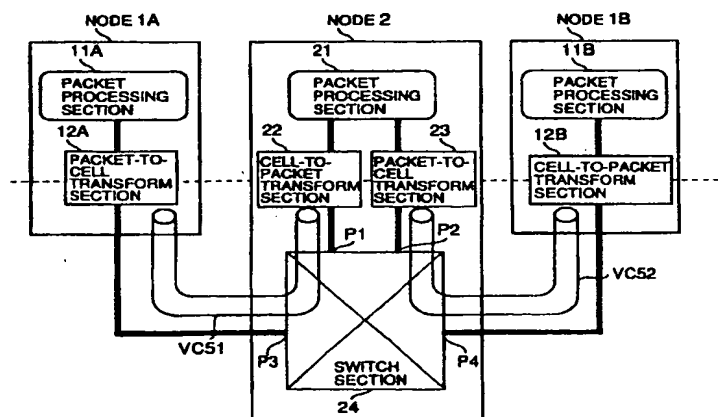 NODE 1A
NODE 2
NODE 1B
11A
21
11B
PACKET
PROCESSING
SECTION
PACKET
PROCESSING
SECTION
PACKET
PROCESSING
SECTION
12A
22
23
12B
PACKET-TO-
CELL
TRANSFORM
SECTION
CELL-TO-
PACKET
TRANSFORM
SECTION
PACKET-TO-
CELL
TRANSFORM
SECTION
CELL-TO-PACKET
TRANSFORM
SECTION
P1
P2
VC52
VC51
P3
P4
SWITCH
SECTION
24